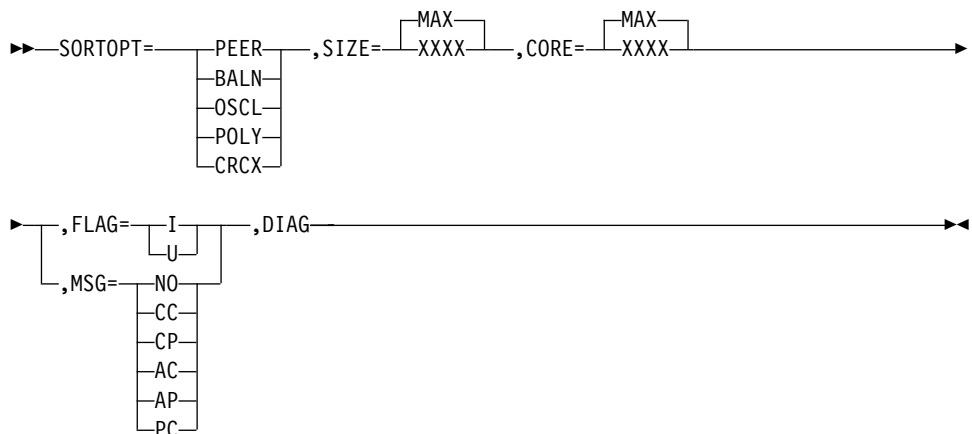 MAX MAX
SORTOPT= PEER ,SIZE= XXXX ,CORE= XXXX
BALN
OSCL
POLY
CRCX
,FLAG= I ,DIAG
U
,MSG= NO
CC
CP
AC
AP
PC